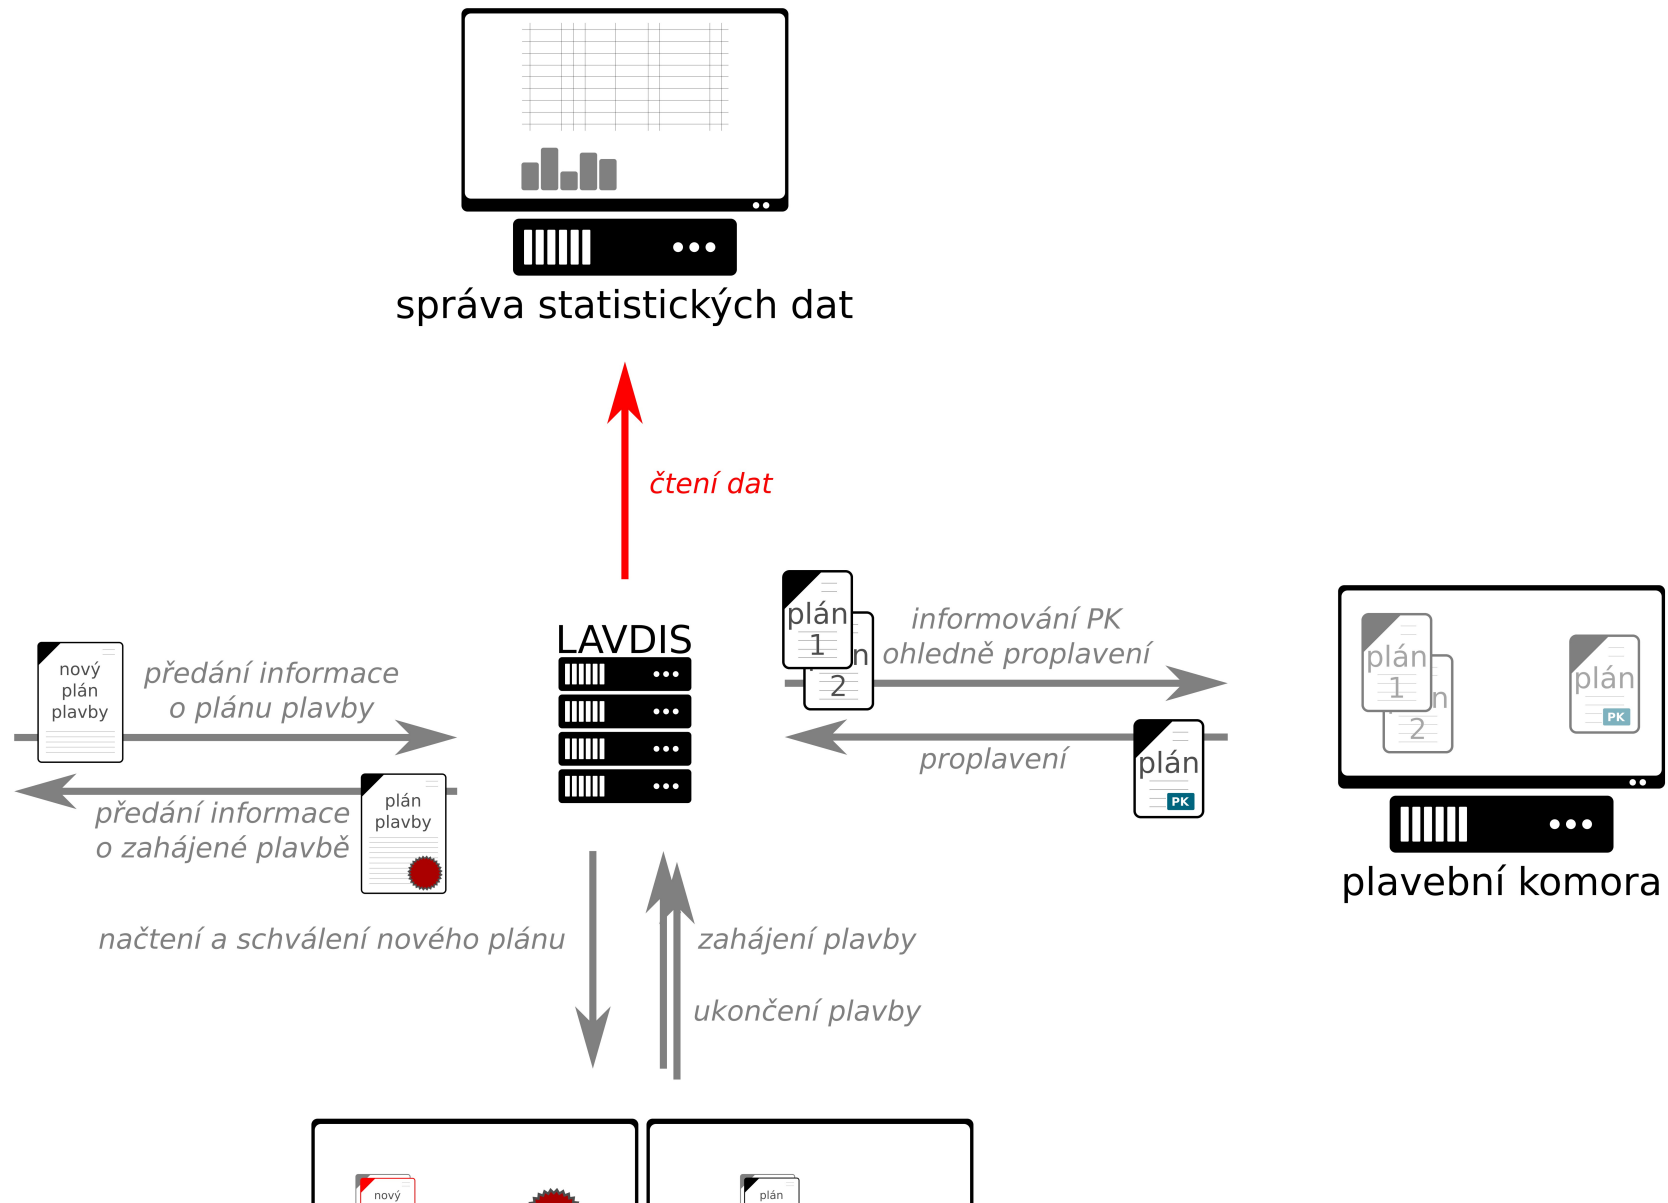 správa statistických dat
čtení dat
LAVDIS
plán
1
2
informování PK
ohledně proplavení
proplavení
plán
PK
plán
1
2
plán
PK
plavební komora
nový
plán
plavby
předání informace
o plánu plavby
předání informace
o zahájené plavbě
plán
plavby
načtení a schválení nového plánu
zahájení plavby
ukončení plavby
nový
plán